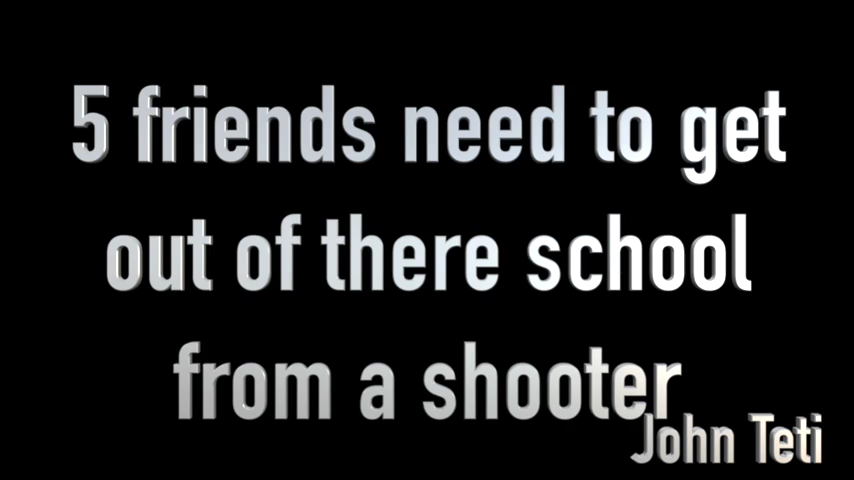 5 friends need to get
out of there school
from a shooter
John Teti